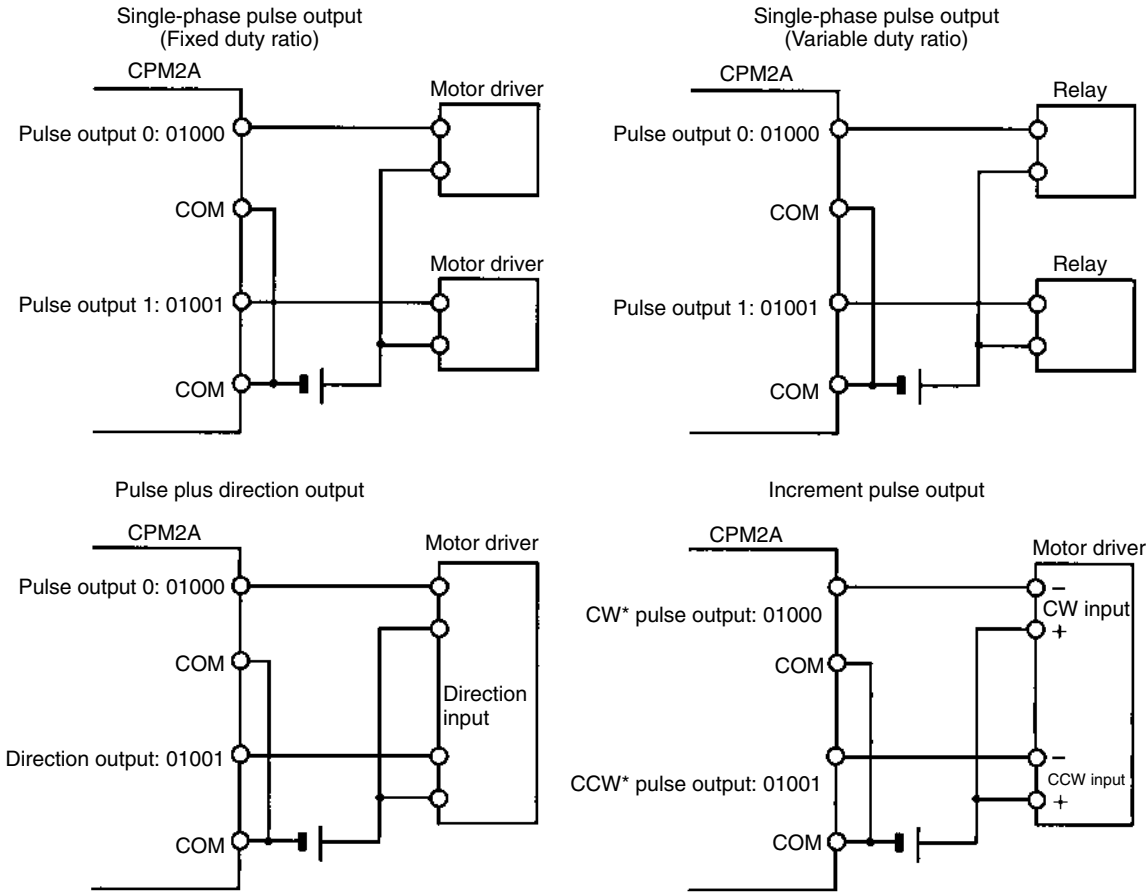 Single-phase pulse output
(Fixed duty ratio)
CPM2A
Motor driver
Pulse output 0: 01000
COM
Motor driver
Pulse output 1: 01001
COM
Single-phase pulse output
(Variable duty ratio)
CPM2A
Relay
Pulse output 0: 01000
COM
Relay
Pulse output 1: 01001
COM
Pulse plus direction output
CPM2A
Motor driver
Pulse output 0: 01000
COM
Direction
input
Direction output: 01001
COM
Increment pulse output
CPM2A
Motor driver
−
CW input
CW* pulse output: 01000
+
COM
−
CCW input
CCW* pulse output: 01001
+
COM